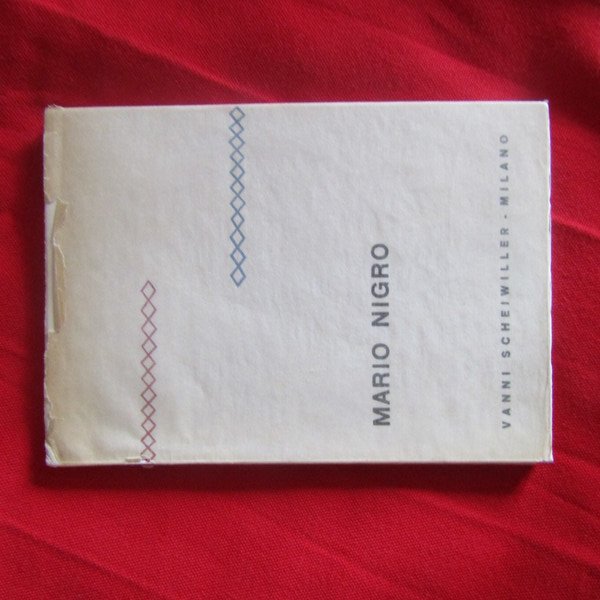 MARIO NIGRO
VANNI SCHEIWILLER - MILANO